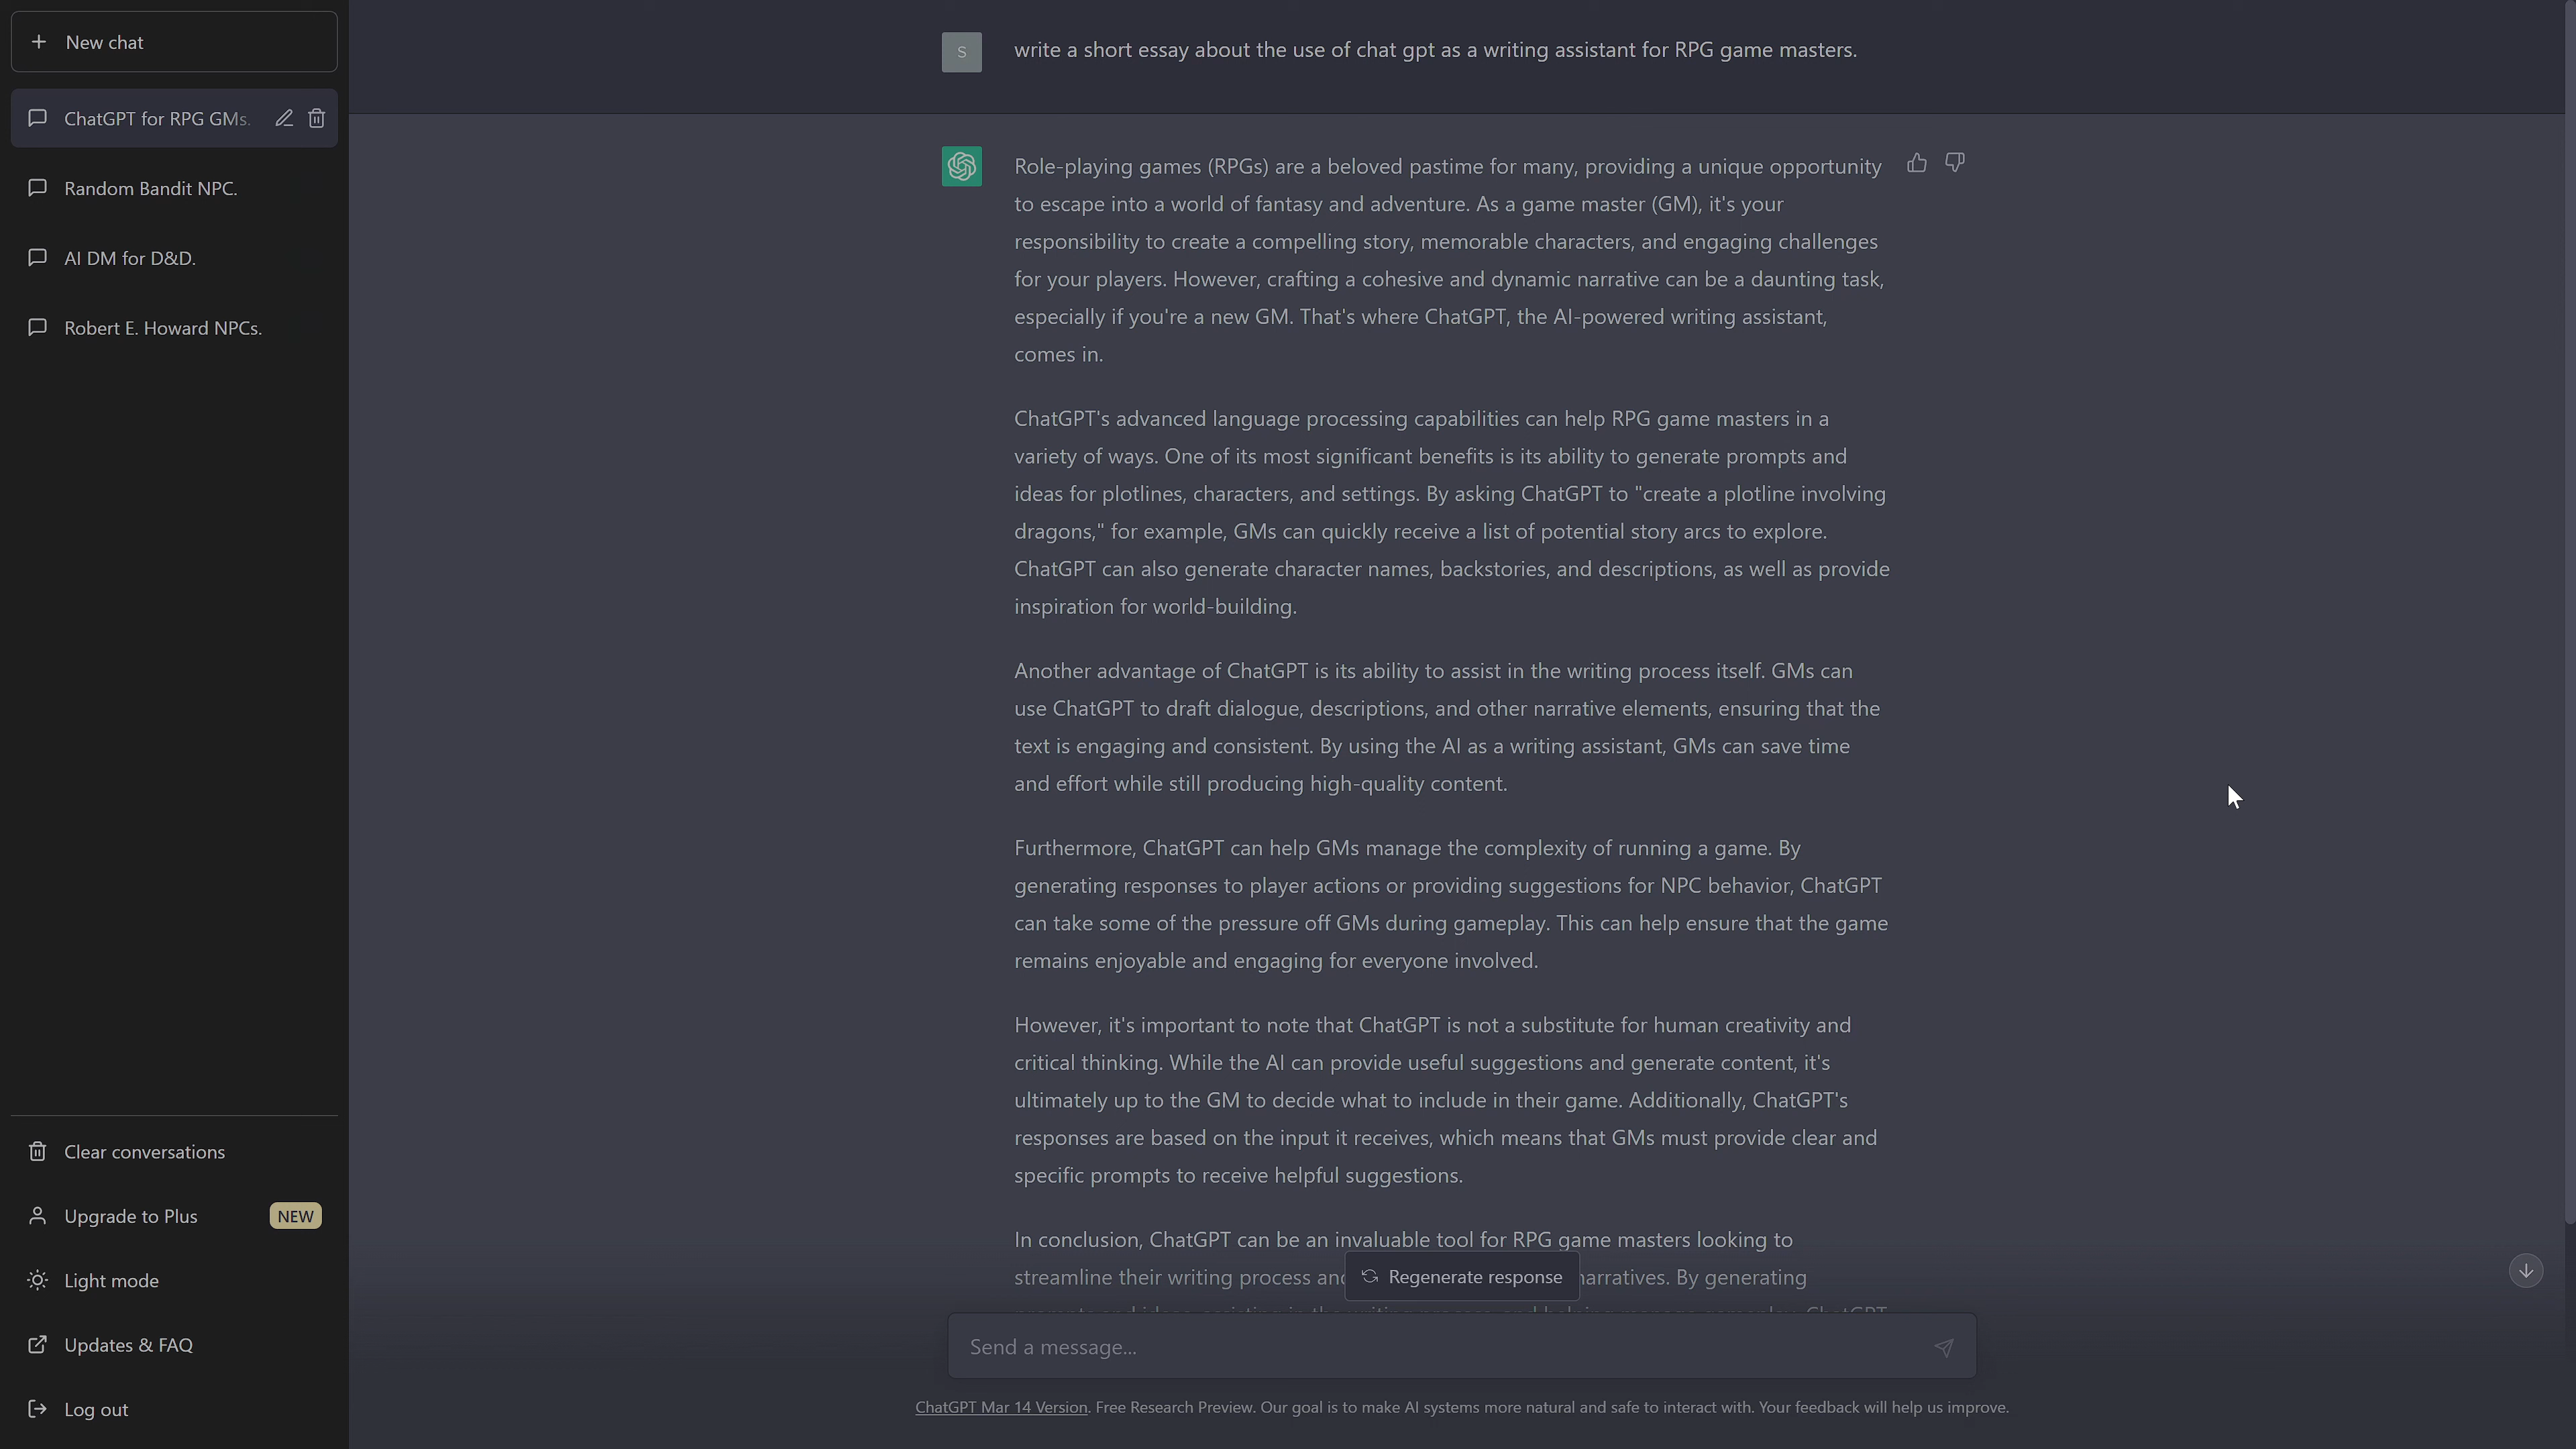 New chat
ChatGPT for RPG GMs.
Random Bandit NPC.
AI DM for D&D.
Robert E. Howard NPCs.
Clear conversations
Upgrade to Plus
NEW
Light mode
Updates & FAQ
Log out
S
write a short essay about the use of chat gpt as a writing assistant for RPG game masters.
Role-playing games (RPGs) are a beloved pastime for many, providing a unique opportunity
to escape into a world of fantasy and adventure. As a game master (GM), it's your
responsibility to create a compelling story, memorable characters, and engaging challenges
for your players. However, crafting a cohesive and dynamic narrative can be a daunting task,
especially if you're a new GM. That's where ChatGPT, the AI-powered writing assistant,
comes in.
ChatGPT's advanced language processing capabilities can help RPG game masters in a
variety of ways. One of its most significant benefits is its ability to generate prompts and
ideas for plotlines, characters, and settings. By asking ChatGPT to "create a plotline involving
dragons," for example, GMs can quickly receive a list of potential story arcs to explore.
ChatGPT can also generate character names, backstories, and descriptions, as well as provide
inspiration for world-building.
Another advantage of ChatGPT is its ability to assist in the writing process itself. GMs can
use ChatGPT to draft dialogue, descriptions, and other narrative elements, ensuring that the
text is engaging and consistent. By using the AI as a writing assistant, GMs can save time
and effort while still producing high-quality content.
Furthermore, ChatGPT can help GMs manage the complexity of running a game. By
generating responses to player actions or providing suggestions for NPC behavior, ChatGPT
can take some of the pressure off GMs during gameplay. This can help ensure that the game
remains enjoyable and engaging for everyone involved.
However, it's important to note that ChatGPT is not a substitute for human creativity and
critical thinking. While the AI can provide useful suggestions and generate content, it's
ultimately up to the GM to decide what to include in their game. Additionally, ChatGPT's
responses are based on the input it receives, which means that GMs must provide clear and
specific prompts to receive helpful suggestions.
In conclusion, ChatGPT can be an invaluable tool for RPG game masters looking to
streamline their writing process narratives. By generating
Regenerate response
Send a message...
ChatGPT Mar 14 Version. Free Research Preview. Our goal is to make AI systems more natural and safe to interact with. Your feedback will help us improve.